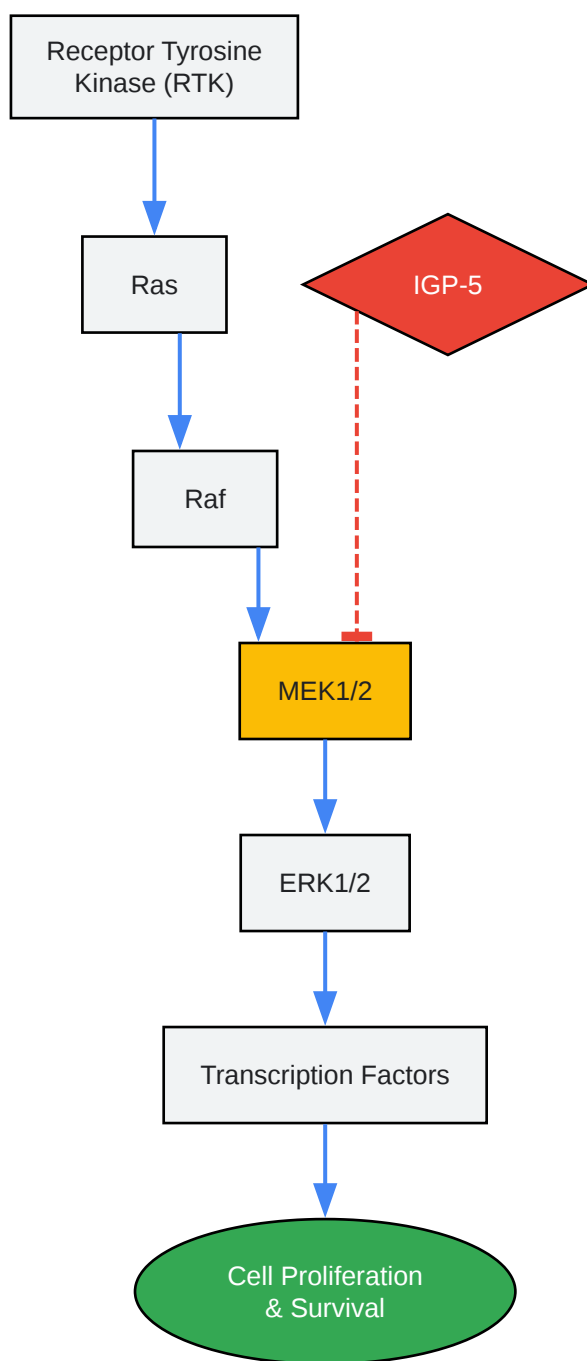 Receptor Tyrosine
Kinase (RTK)
Ras
IGP-5
Raf
MEK1/2
ERK1/2
Transcription Factors
Cell Proliferation
& Survival